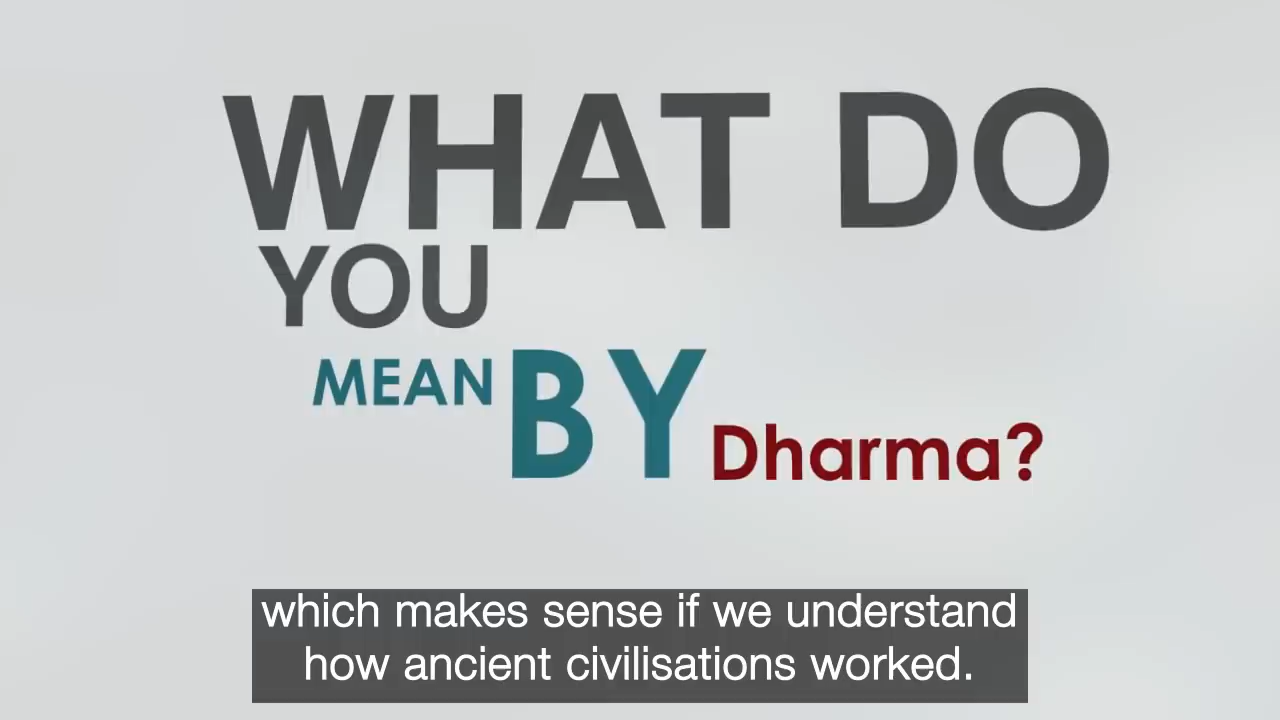 WHAT DO
YOU
MEAN BY Dharma?
which makes sense if we understand
how ancient civilisations worked.